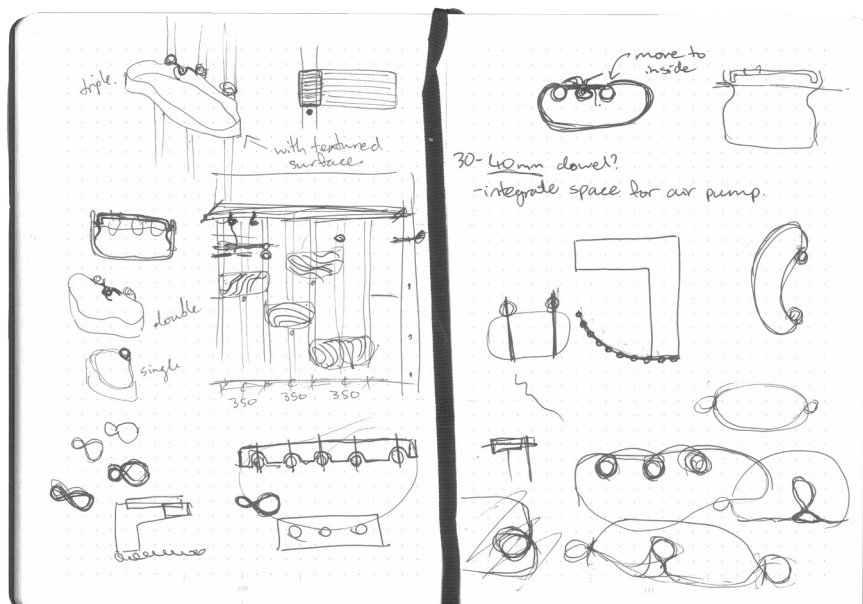 triple.
with textured
surface.
double
single
350
350
350
move to
inside
30-40mm dowel?
-integrate space for air pump.